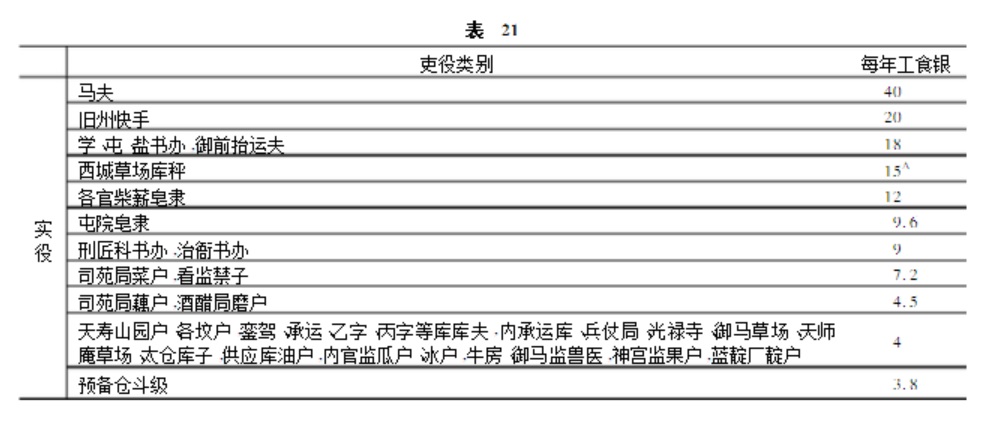 表 21
吏役类别 每年工食银
实役
马夫 40
旧州快手 20
学、屯、盐书办、御前抬运夫 18
西城草场库秤 15^
各官柴薪皂隶 12
屯院皂隶 9.6
刑匠科书办、治衙书办 9
司苑局菜户、看监禁子 7.2
司苑局藕户、酒醋局磨户 4.5
天寿山园户、各坟户、銮驾、承运、乙字、丙字等库库夫、内承运库、兵仗局、光禄寺、御马草场、天师
庵草场、太仓库子、供应库油户、内官监瓜户、冰户、牛房、御马监兽医、神宫监果户、蓝靛厂靛户 4
预备仓斗级 3.8